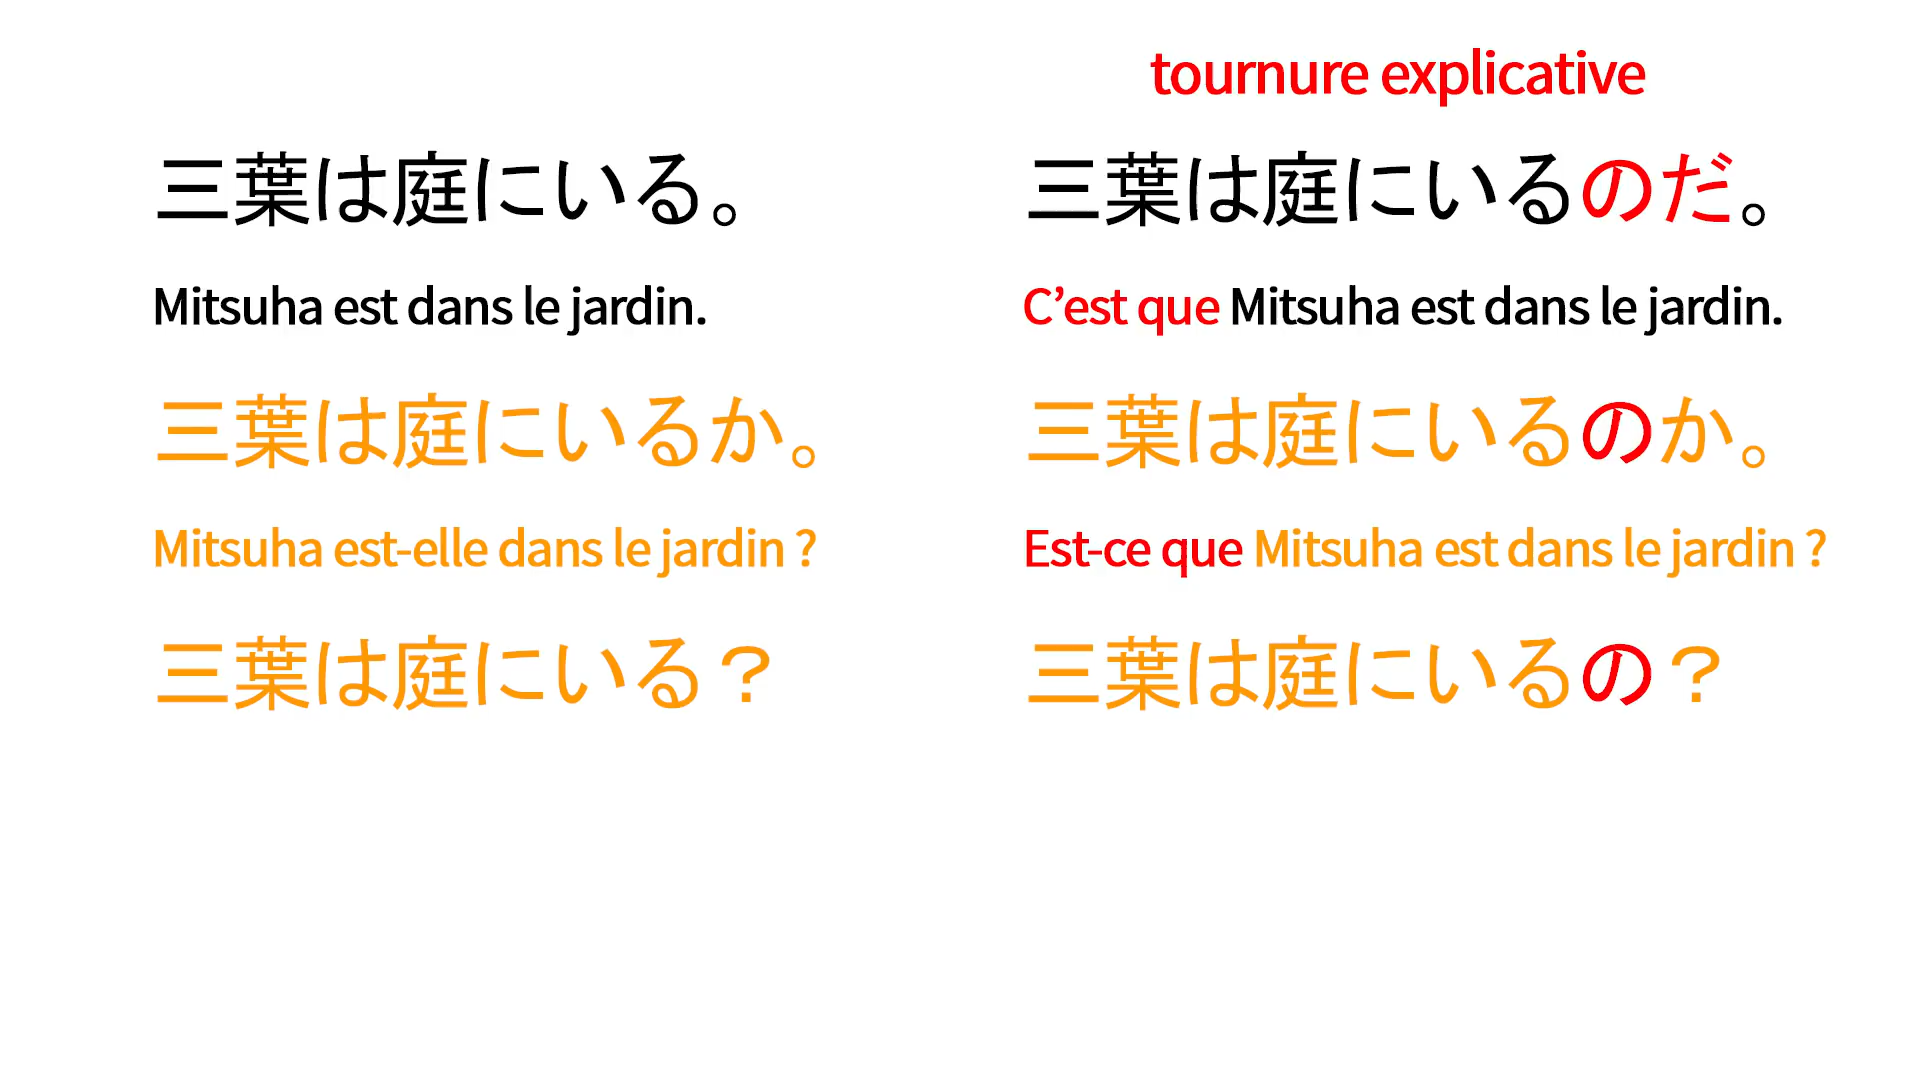 tournure explicative
三葉は庭にいる。 三葉は庭にいるのだ。
Mitsuha est dans le jardin. C’est que Mitsuha est dans le jardin.
三葉は庭にいるか。 三葉は庭にいるのか。
Mitsuha est-elle dans le jardin ? Est-ce que Mitsuha est dans le jardin ?
三葉は庭にいる？ 三葉は庭にいるの？